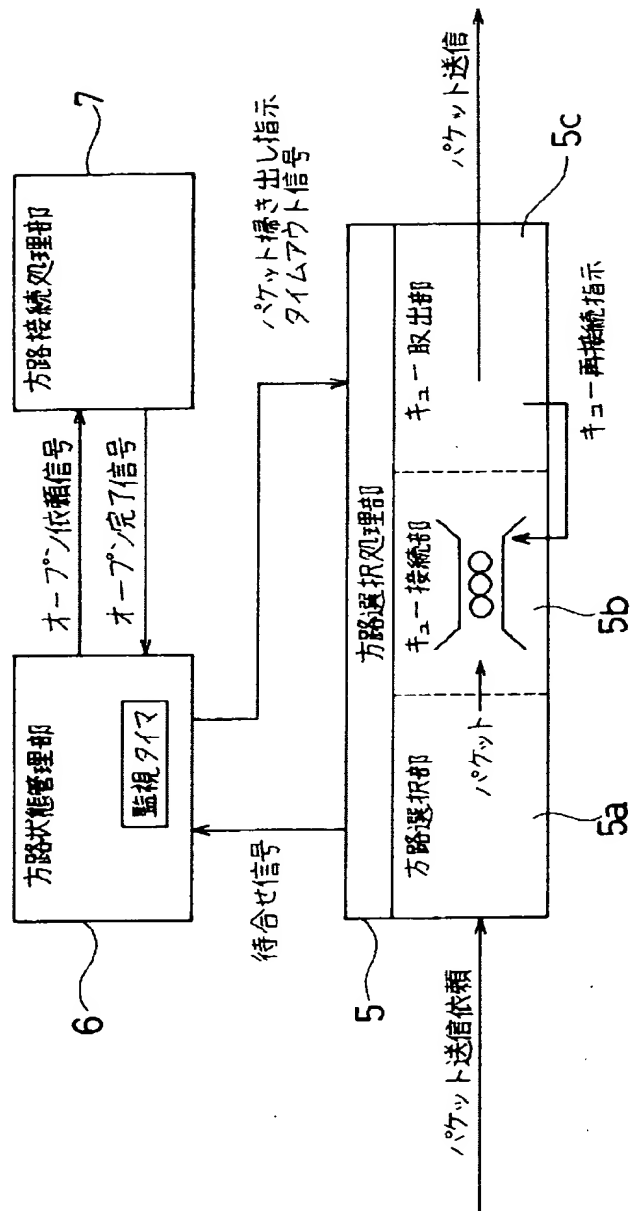 6
方路状態管理部
監視タイマ
オープン依頼信号
オープン完了信号
7
方路接続処理部
待合せ信号
パケット掃き出し指示
タイムアウト信号
5
方路選択処理部
パケット送信依頼
方路選択部
パケット
キュー接続部
キュー取出部
パケット送信
キュー再接続指示
5a
5b
5c